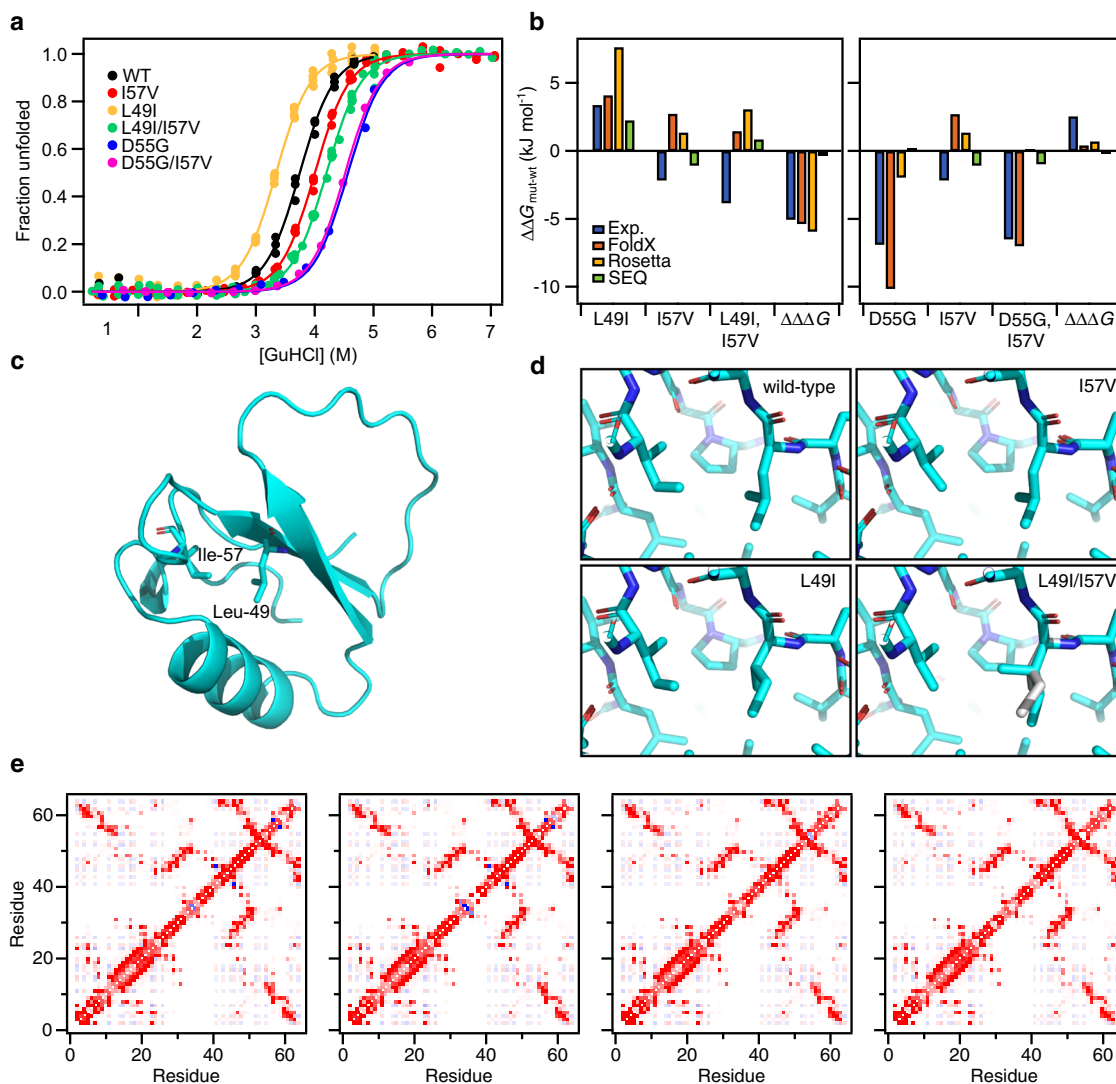 a
1.0
0.8
0.6
0.4
0.2
0.0
Fraction unfolded
WT
I57V
L49I
L49I/I57V
D55G
D55G/I57V
1 2 3 4 5 6 7
[GuHCl] (M)
b
5
0
-5
-10
ΔΔG mut-wt (kJ mol-1)
Exp.
FoldX
Rosetta
SEQ
L49I I57V L49I, I57V ΔΔΔG
D55G I57V D55G, I57V ΔΔΔG
c
Ile-57
Leu-49
d
wild-type
I57V
L49I
L49I/I57V
e
60
40
20
0
Residue
0 20 40 60
Residue
0 20 40 60
Residue
0 20 40 60
Residue
0 20 40 60
Residue